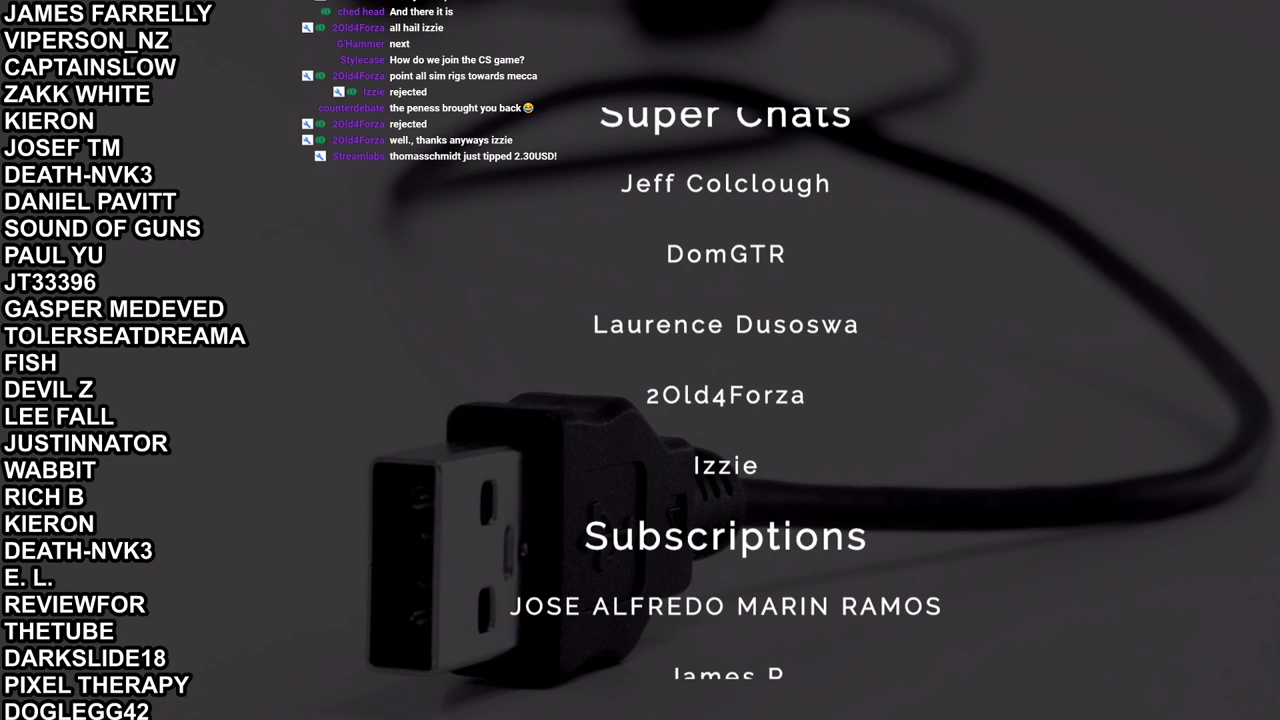 JAMES FARRELLY
VIPERSON_NZ
CAPTAINSLOW
ZAKK WHITE
KIERON
JOSEF TM
DEATH-NVK3
DANIEL PAVITT
SOUND OF GUNS
PAUL YU
JT33396
GASPER MEDEVED
TOLERSEATDREAMA
FISH
DEVIL Z
LEE FALL
JUSTINNATOR
WABBIT
RICH B
KIERON
DEATH-NVK3
E. L.
REVIEWFOR
THETUBE
DARKSLIDE18
PIXEL THERAPY
DOGLEGG42
ched head And there it is
2Old4Forza all hail izzie
G'Hammer next
Stylecase How do we join the CS game?
2Old4Forza point all sim rigs towards mecca
Izzie rejected
counterdebate the peness brought you back😂
2Old4Forza rejected
2Old4Forza well., thanks anyways izzie
Streamlabs thomasschmidt just tipped 2.30USD!
Super Chats
Jeff Colclough
DomGTR
Laurence Dusoswa
2Old4Forza
Izzie
Subscriptions
JOSE ALFREDO MARIN RAMOS
James